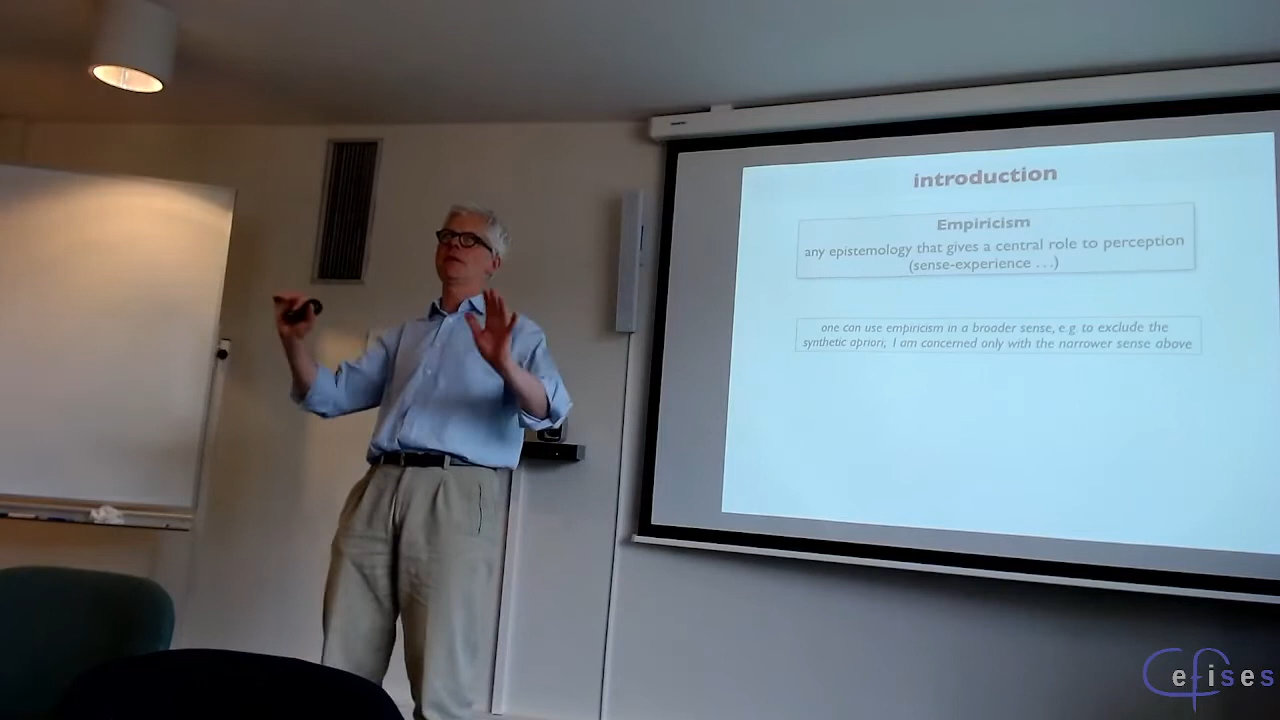 introduction
Empiricism
any epistemology that gives a central role to perception
(sense-experience ...)
one can use empiricism in a broader sense, e.g. to exclude the
synthetic apriori, I am concerned only with the narrower sense above
Cefises